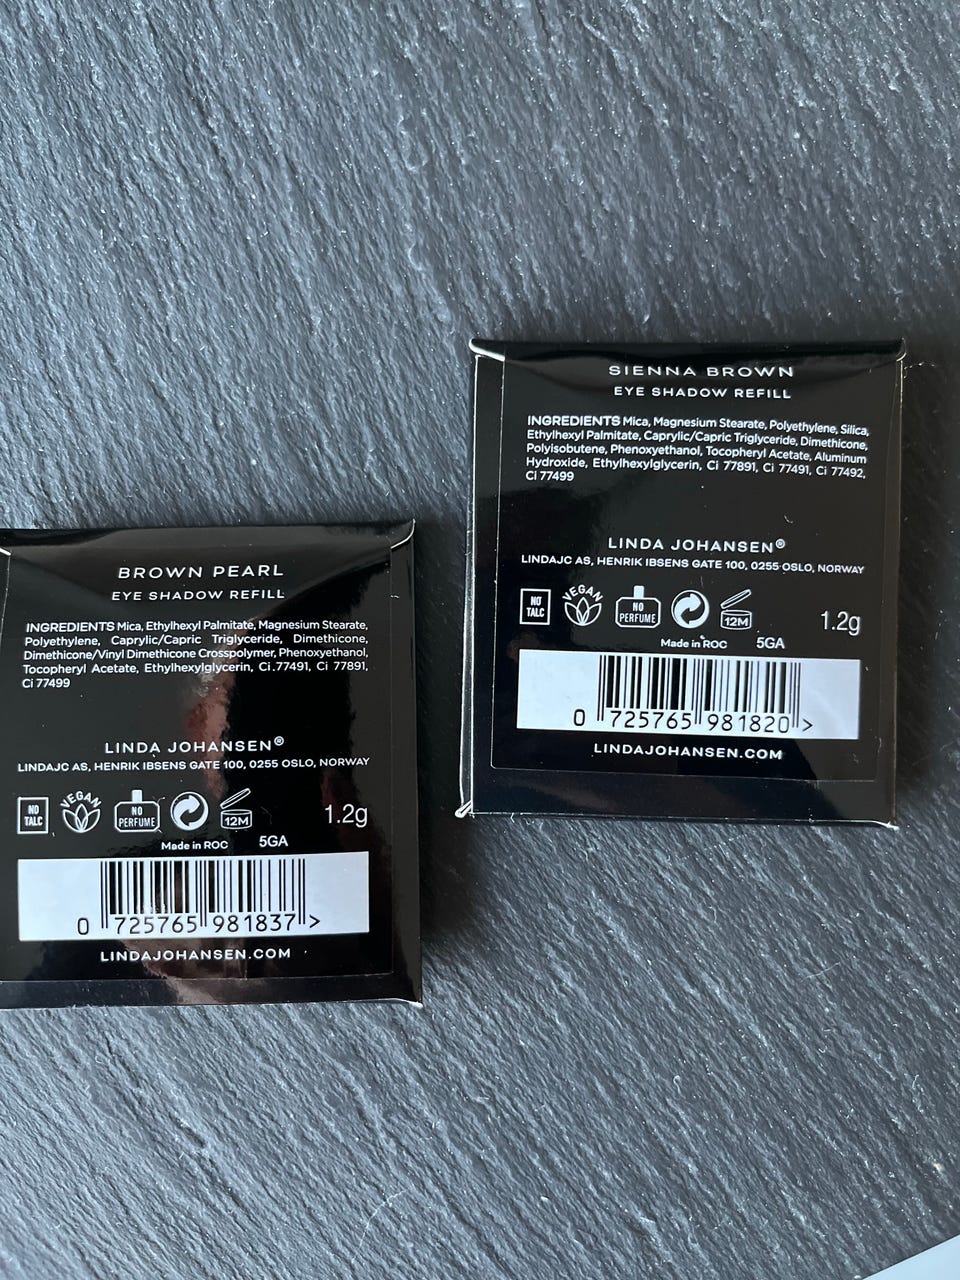 SIENNA BROWN
EYE SHADOW REFILL
INGREDIENTS Mica, Magnesium Stearate, Polyethylene, Silica,
Ethylhexyl Palmitate, Caprylic/Capric Triglyceride, Dimethicone,
Polyisobutene, Phenoxyethanol, Tocopheryl Acetate, Aluminum
Hydroxide, Ethylhexylglycerin, Ci 77891, Ci 77491, Ci 77492,
Ci 77499
LINDA JOHANSEN®
LINDAJC AS, HENRIK IBSENS GATE 100, 0255 OSLO, NORWAY
NO
TALC
VEGAN
NO
PERFUME
12M
1.2g
Made in ROC 5GA
0 725765 981820 >
LINDAJOHANSEN.COM
BROWN PEARL
EYE SHADOW REFILL
INGREDIENTS Mica, Ethylhexyl Palmitate, Magnesium Stearate,
Polyethylene, Caprylic/Capric Triglyceride, Dimethicone,
Dimethicone/Vinyl Dimethicone Crosspolymer, Phenoxyethanol,
Tocopheryl Acetate, Ethylhexylglycerin, Ci.77491, Ci 77891,
Ci 77499
LINDA JOHANSEN®
LINDAJC AS, HENRIK IBSENS GATE 100, 0255 OSLO, NORWAY
NO
TALC
VEGAN
NO
PERFUME
12M
1.2g
Made in ROC 5GA
0 725765 981837 >
LINDAJOHANSEN.COM